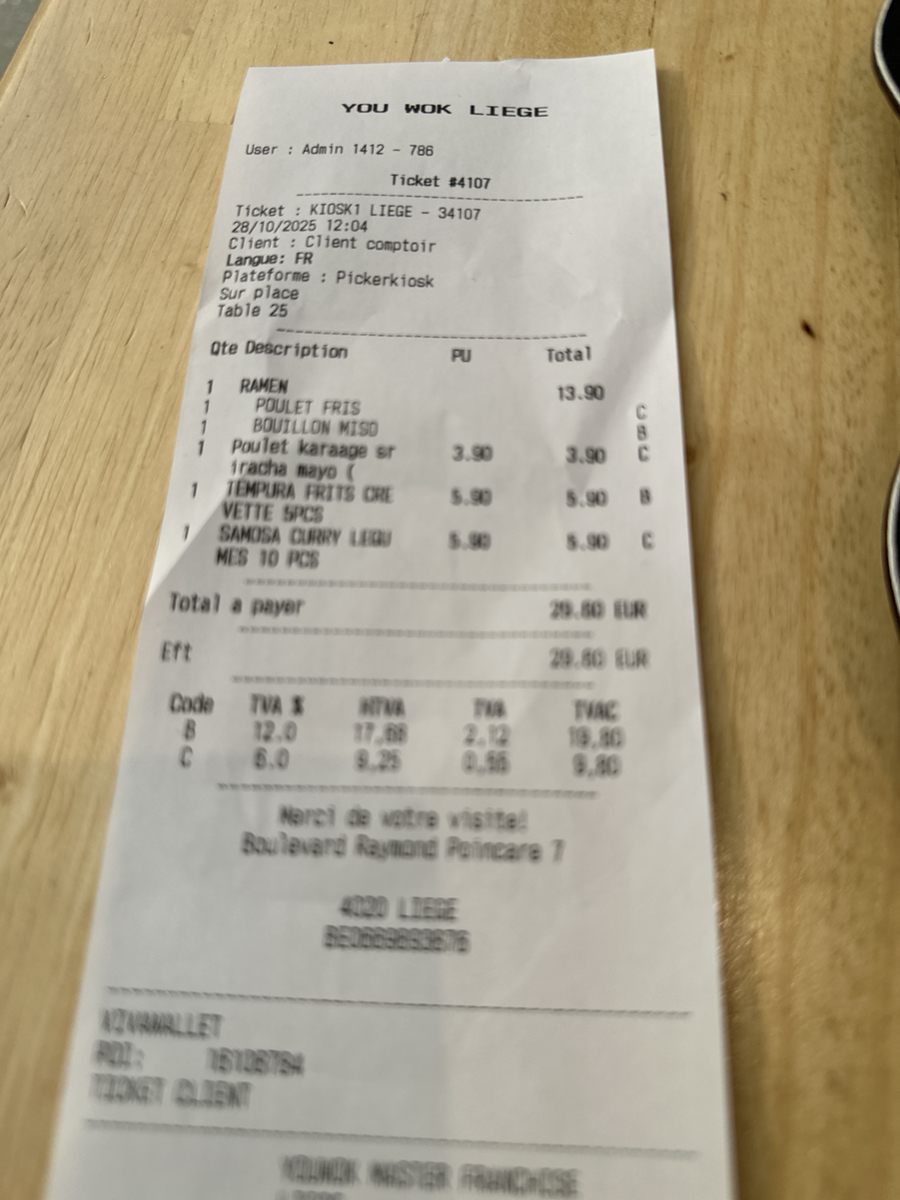 YOU WOK LIEGE
User : Admin 1412 - 786
Ticket #4107
Ticket : KIOSK1 LIEGE - 34107
28/10/2025 12:04
Client : Client comptoir
Langue: FR
Plateforme : Pickerkiosk
Sur place
Table 25
Qte Description PU Total
1 RAMEN 13.90
1 POULET FRIS C
1 BOUILLON MISO B
1 Poulet karaage sr 3.90 3.90 C
iracha mayo (
1 TEMPURA FRITS CRE 5.90 5.90 B
VETTE 5PCS
1 SAMOSA CURRY LEGU 5.90 5.90 C
MES 10 PCS
Total a payer 29.60 EUR
Eft 29.60 EUR
Code TVA % HTVA TVA TVAC
B 12.0 17,68 2,12 19,80
C 6.0 9,25 0,55 9,80
Merci de votre visite!
Boulevard Raymond Poincare 7
4020 LIEGE
VIVAWALLET
TICKET CLIENT
YOUWOK MASTER FRANCHISE